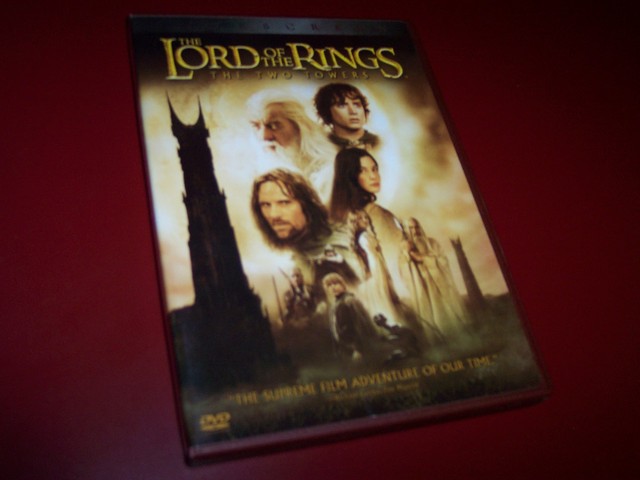 THE
LORD OF THE RINGS
THE TWO TOWERS
"THE SUPREME FILM ADVENTURE OF OUR TIME."
DVD